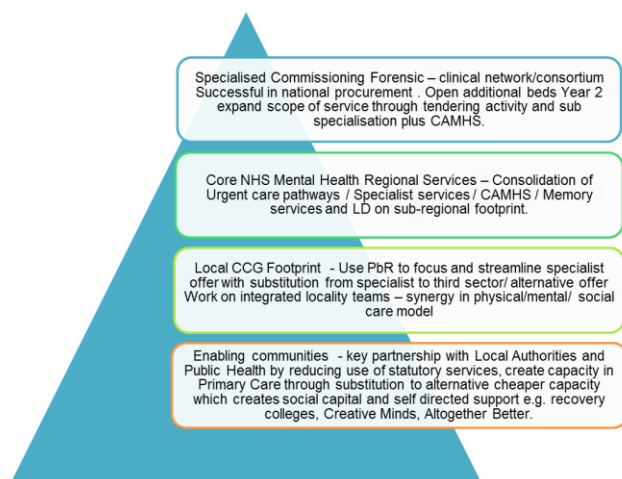 Specialised Commissioning Forensic – clinical network/consortium
Successful in national procurement . Open additional beds Year 2
expand scope of service through tendering activity and sub
specialisation plus CAMHS.
Core NHS Mental Health Regional Services – Consolidation of
Urgent care pathways / Specialist services / CAMHS / Memory
services and LD on sub-regional footprint.
Local CCG Footprint - Use PbR to focus and streamline specialist
offer with substitution from specialist to third sector/ alternative offer
Work on integrated locality teams – synergy in physical/mental/ social
care model
Enabling communities - key partnership with Local Authorities and
Public Health by reducing use of statutory services, create capacity in
Primary Care through substitution to alternative cheaper capacity
which creates social capital and self directed support e.g. recovery
colleges, Creative Minds, Altogether Better.